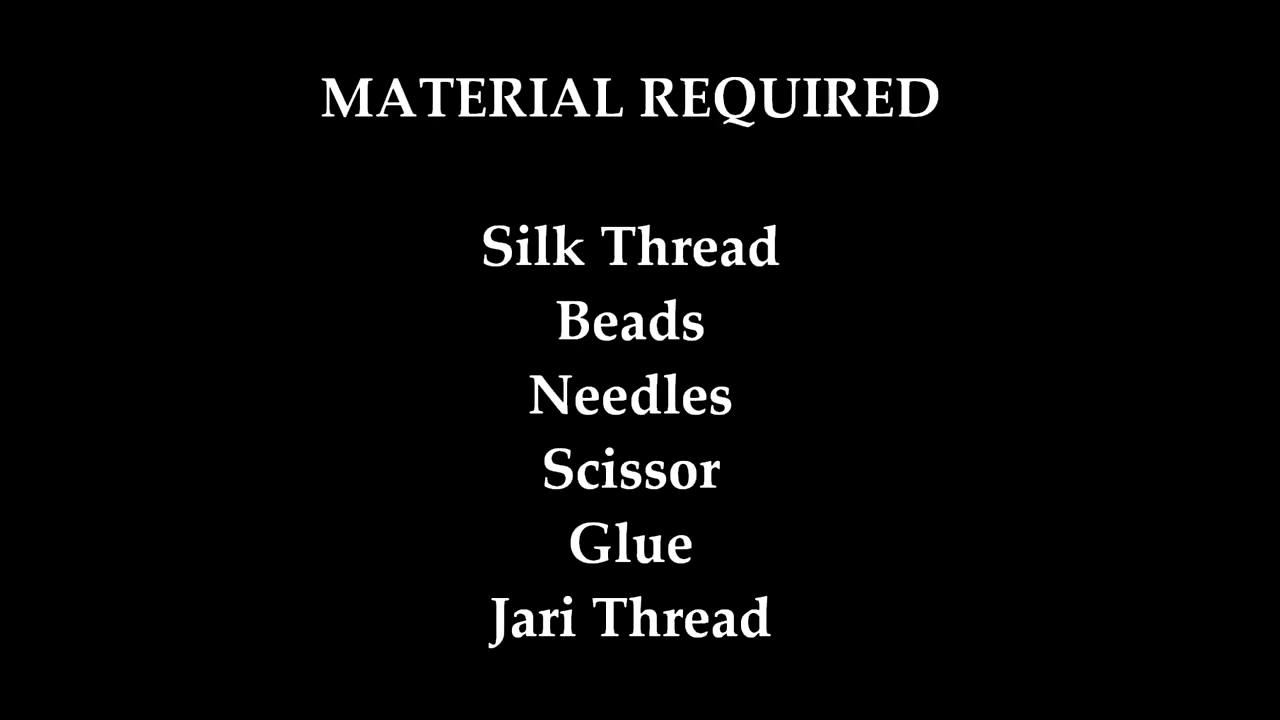 MATERIAL REQUIRED
Silk Thread
Beads
Needles
Scissor
Glue
Jari Thread